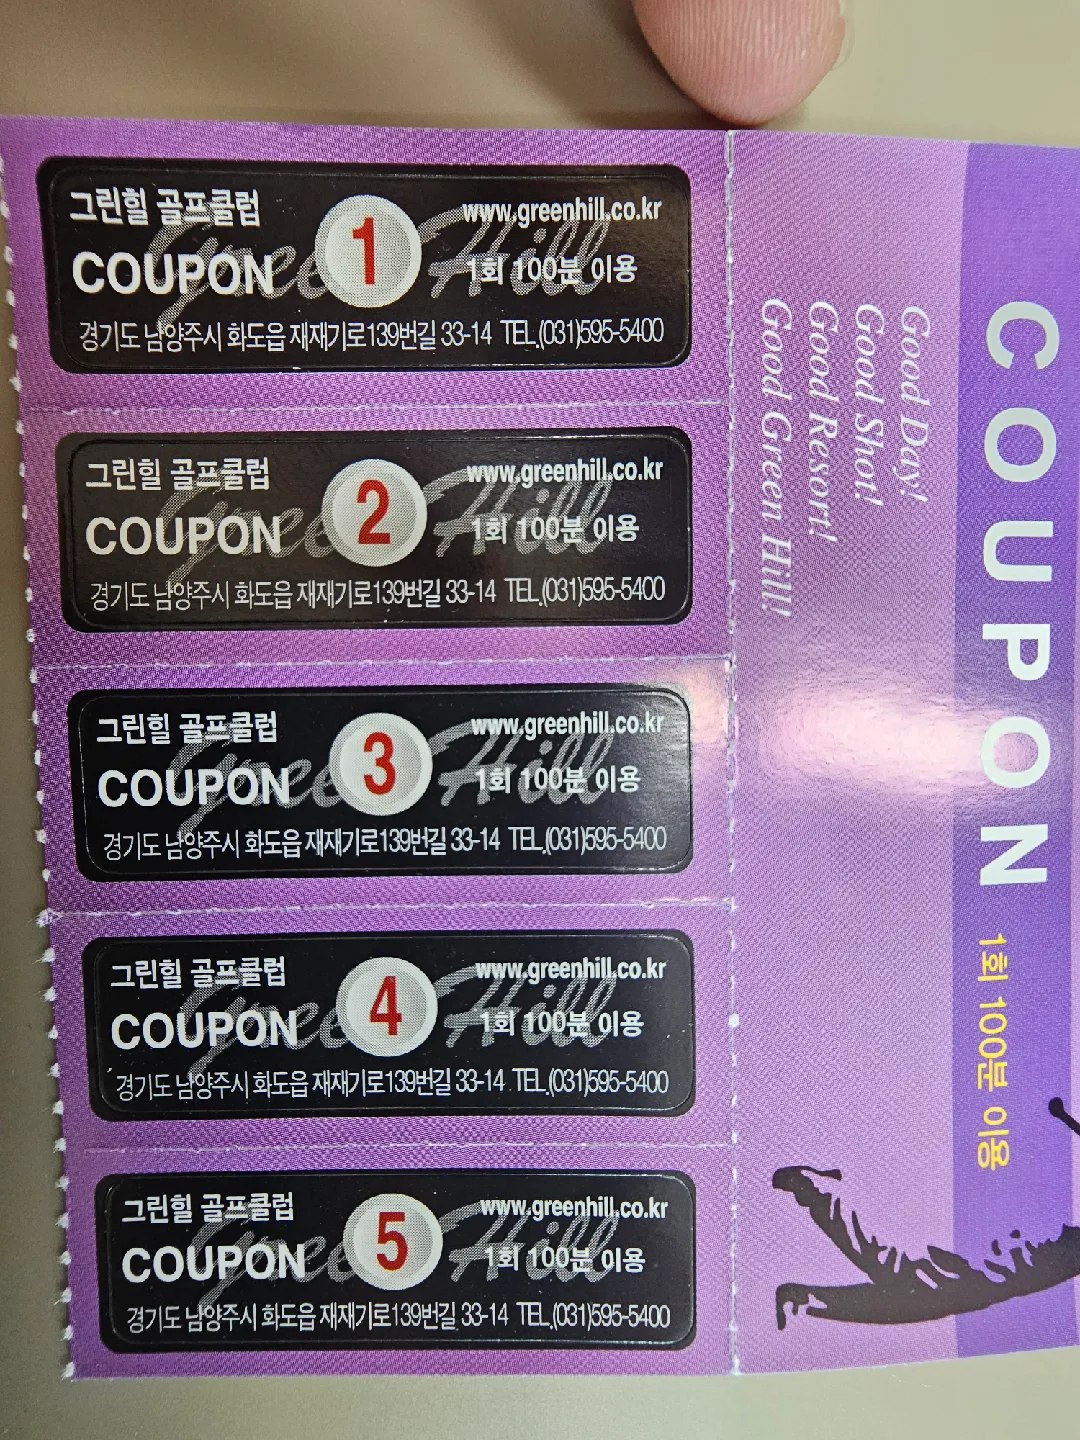 그린힐 골프클럽
COUPON
1
www.greenhill.co.kr
1회 100분 이용
Green Hill
경기도 남양주시 화도읍 재재기로139번길 33-14 TEL.(031)595-5400
그린힐 골프클럽
COUPON
2
www.greenhill.co.kr
1회 100분 이용
Green Hill
경기도 남양주시 화도읍 재재기로139번길 33-14 TEL.(031)595-5400
그린힐 골프클럽
COUPON
3
www.greenhill.co.kr
1회 100분 이용
Green Hill
경기도 남양주시 화도읍 재재기로139번길 33-14 TEL.(031)595-5400
그린힐 골프클럽
COUPON
4
www.greenhill.co.kr
1회 100분 이용
Green Hill
경기도 남양주시 화도읍 재재기로139번길 33-14 TEL.(031)595-5400
그린힐 골프클럽
COUPON
5
www.greenhill.co.kr
1회 100분 이용
Green Hill
경기도 남양주시 화도읍 재재기로139번길 33-14 TEL.(031)595-5400
COUPON 1회 100분 이용
Good Day!
Good Shot!
Good Resort!
Good Green Hill!